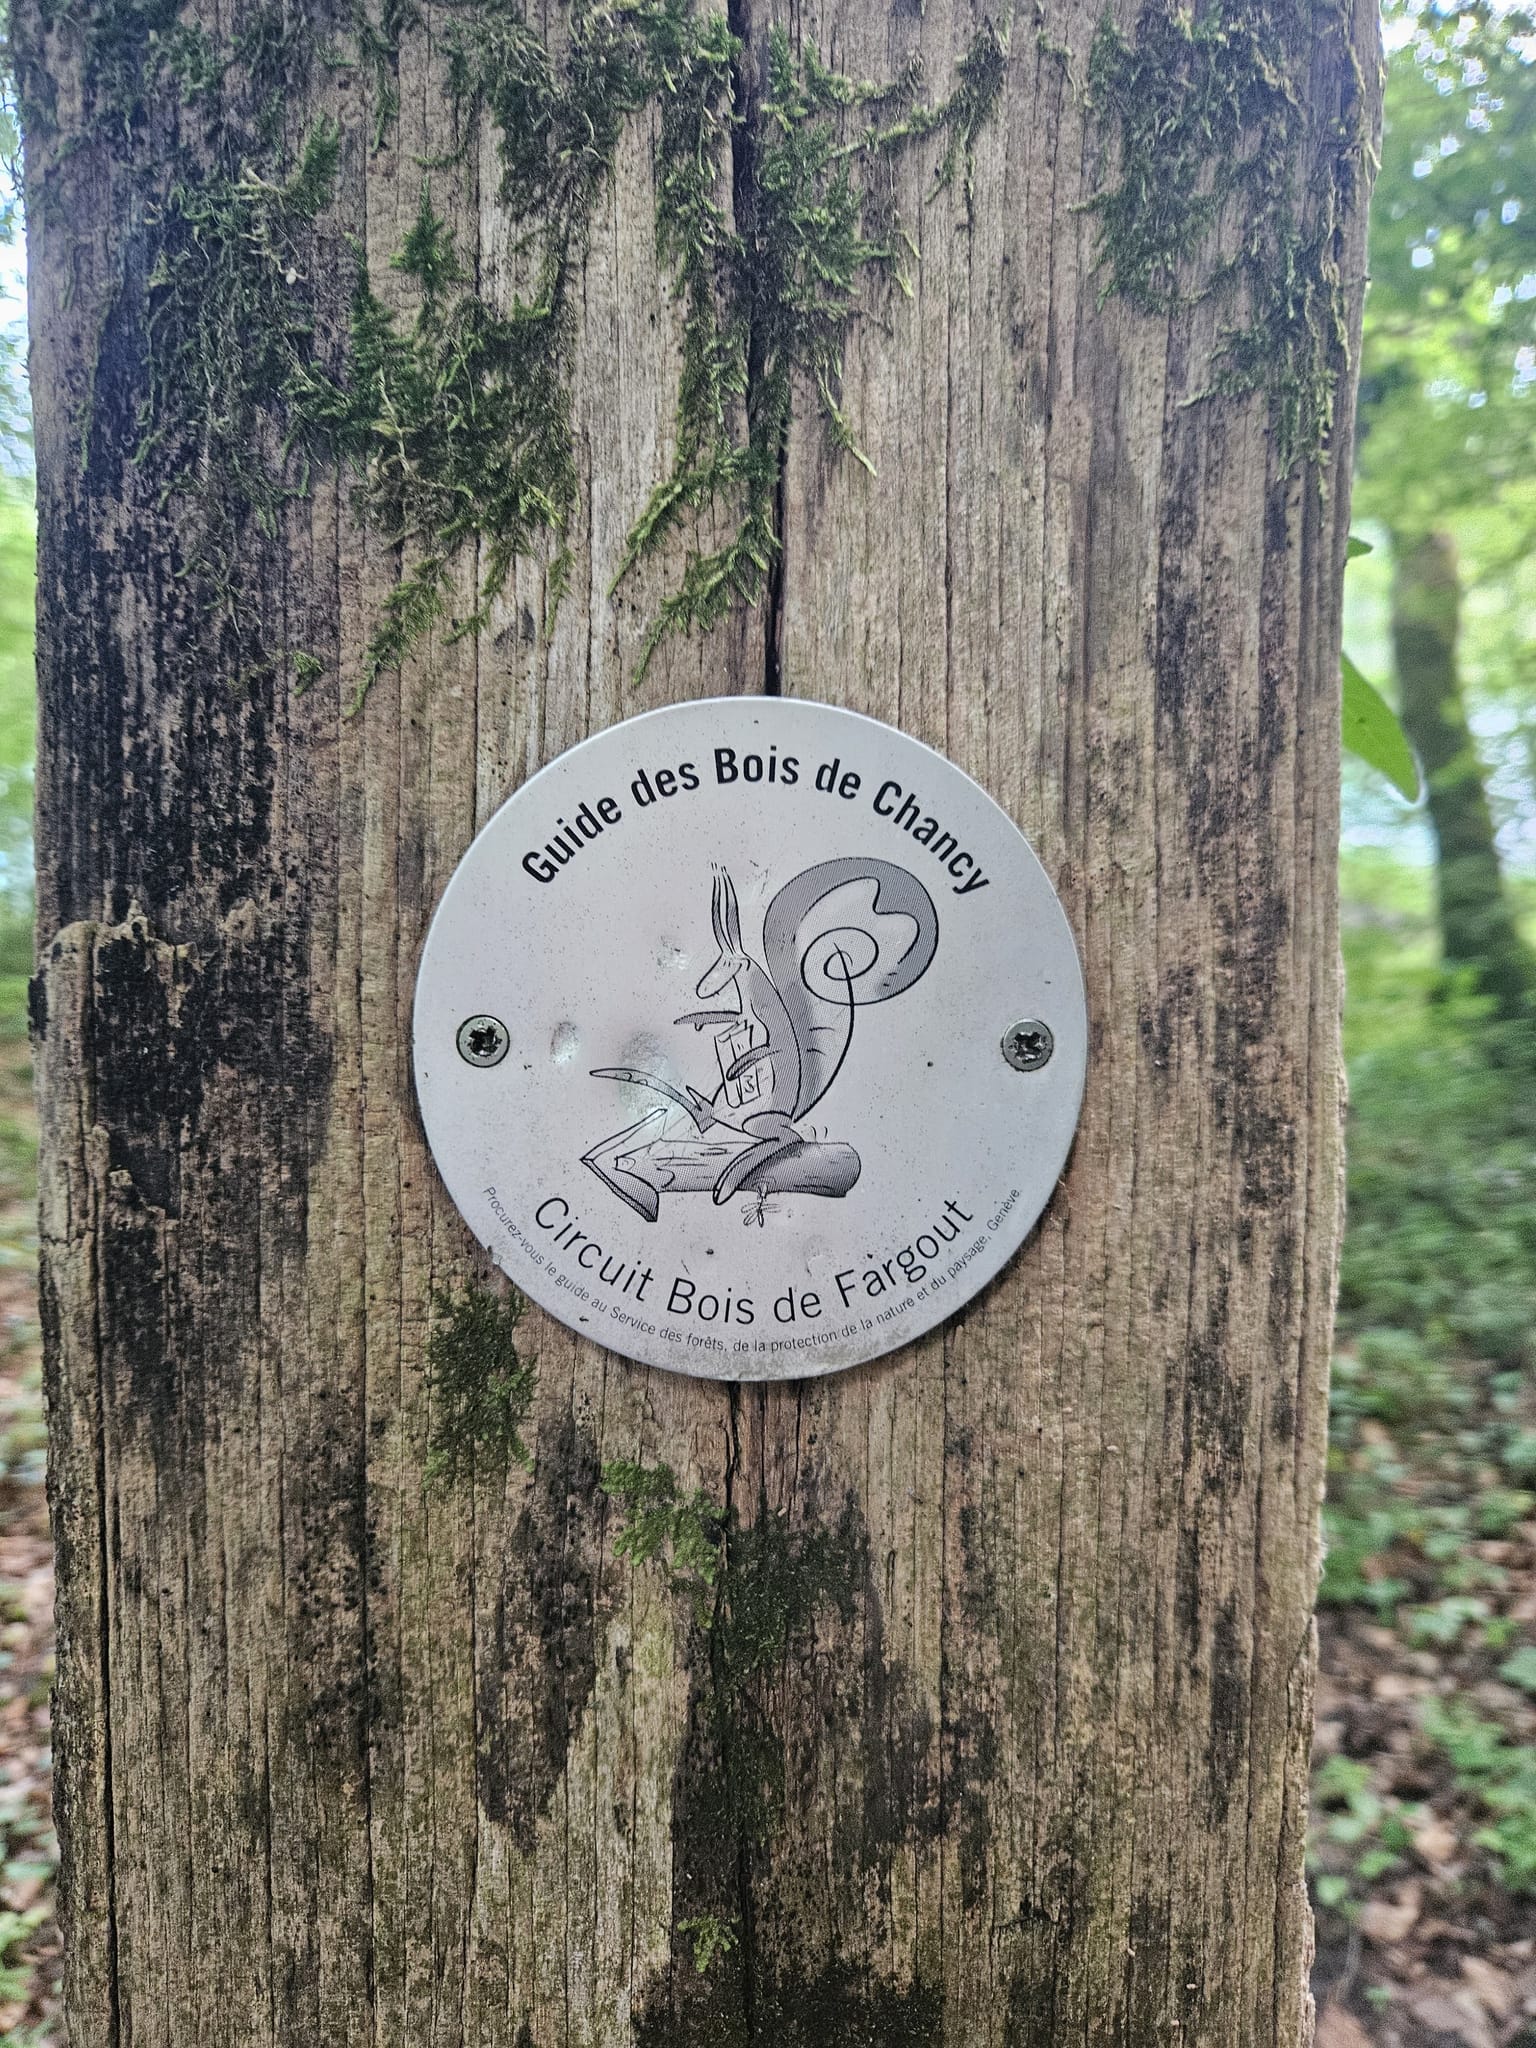 Guide des Bois de Chancy
Circuit Bois de Fargout
Procurez-vous le guide au Service des forêts, de la protection de la nature et du paysage, Genève